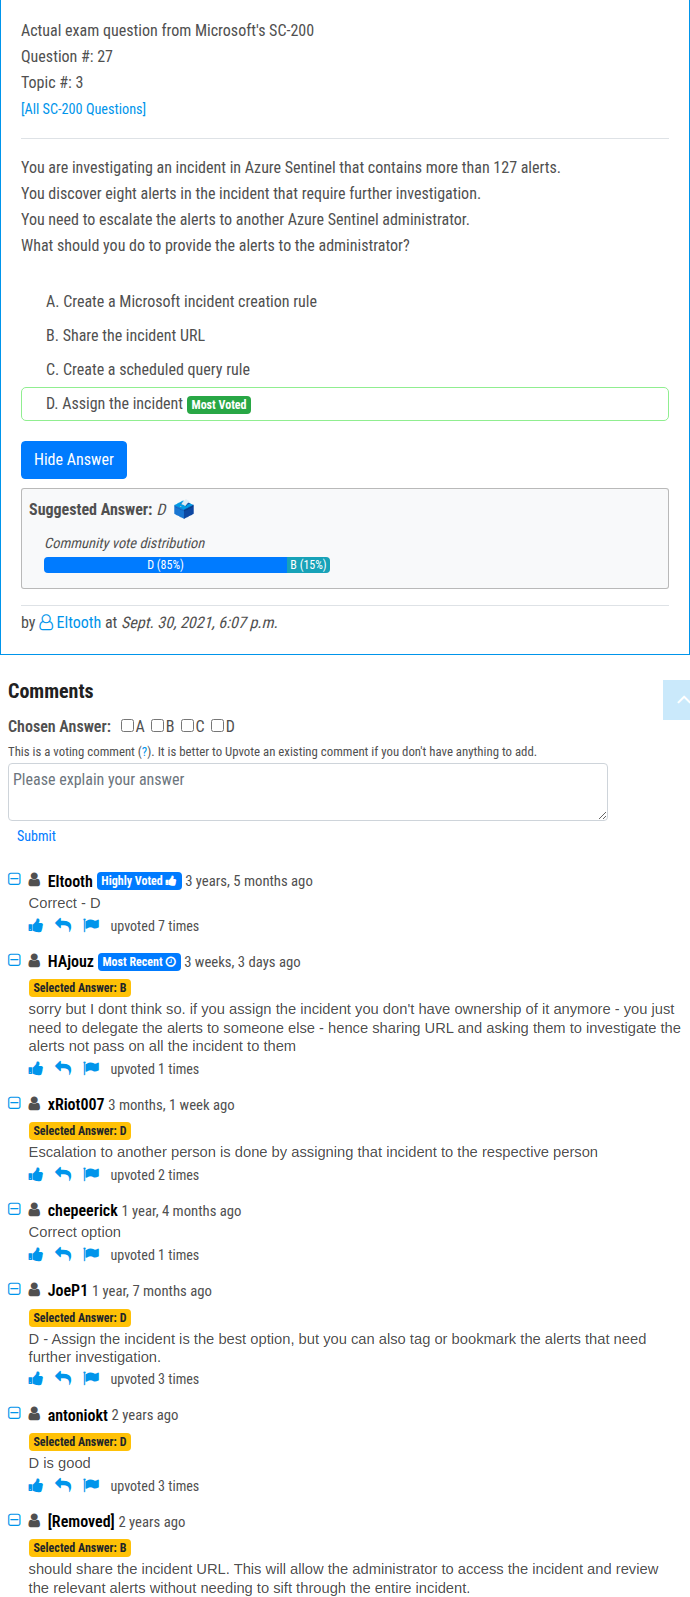 Actual exam question from Microsoft's SC-200
Question #: 27
Topic #: 3
[All SC-200 Questions]
You are investigating an incident in Azure Sentinel that contains more than 127 alerts.
You discover eight alerts in the incident that require further investigation.
You need to escalate the alerts to another Azure Sentinel administrator.
What should you do to provide the alerts to the administrator?
A. Create a Microsoft incident creation rule
B. Share the incident URL
C. Create a scheduled query rule
D. Assign the incident Most Voted
Hide Answer
Suggested Answer: D
Community vote distribution
D (85%) B (15%)
by Eltooth at Sept. 30, 2021, 6:07 p.m.
Comments
Chosen Answer: A B C D
This is a voting comment (?). It is better to Upvote an existing comment if you don't have anything to add.
Please explain your answer
Submit
Eltooth Highly Voted 3 years, 5 months ago
Correct - D
upvoted 7 times
HAjouz Most Recent 3 weeks, 3 days ago
Selected Answer: B
sorry but I dont think so. if you assign the incident you don't have ownership of it anymore - you just
need to delegate the alerts to someone else - hence sharing URL and asking them to investigate the
alerts not pass on all the incident to them
upvoted 1 times
xRiot007 3 months, 1 week ago
Selected Answer: D
Escalation to another person is done by assigning that incident to the respective person
upvoted 2 times
chepeerick 1 year, 4 months ago
Correct option
upvoted 1 times
JoeP1 1 year, 7 months ago
Selected Answer: D
D - Assign the incident is the best option, but you can also tag or bookmark the alerts that need
further investigation.
upvoted 3 times
antoniokt 2 years ago
Selected Answer: D
D is good
upvoted 3 times
[Removed] 2 years ago
Selected Answer: B
should share the incident URL. This will allow the administrator to access the incident and review
the relevant alerts without needing to sift through the entire incident.